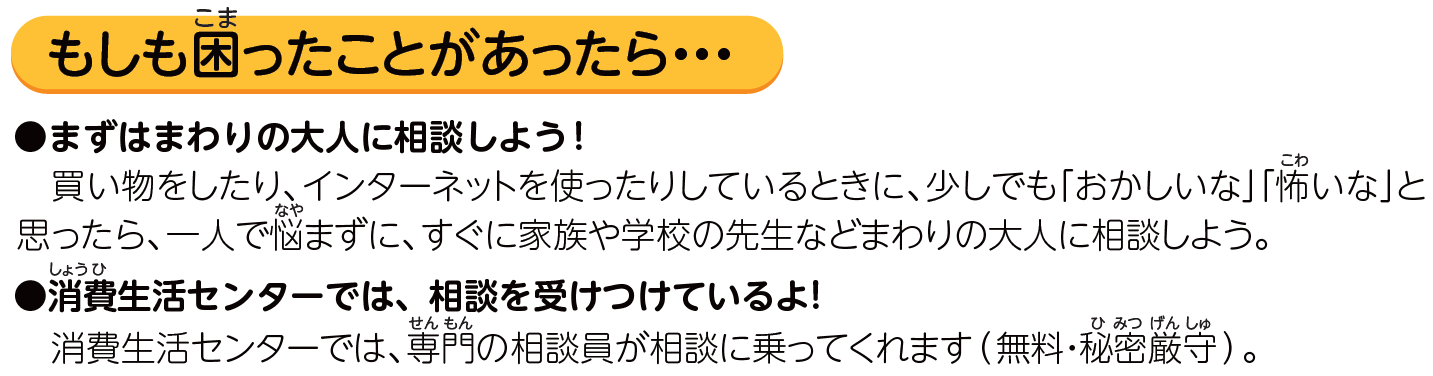 もしも困ったことがあったら…
●まずはまわりの大人に相談しよう！
買い物をしたり、インターネットを使ったりしているときに、少しでも「おかしいな」「怖いな」と
思ったら、一人で悩まずに、すぐに家族や学校の先生などまわりの大人に相談しよう。
●消費生活センターでは、相談を受けつけているよ！
消費生活センターでは、専門の相談員が相談に乗ってくれます（無料・秘密厳守）。